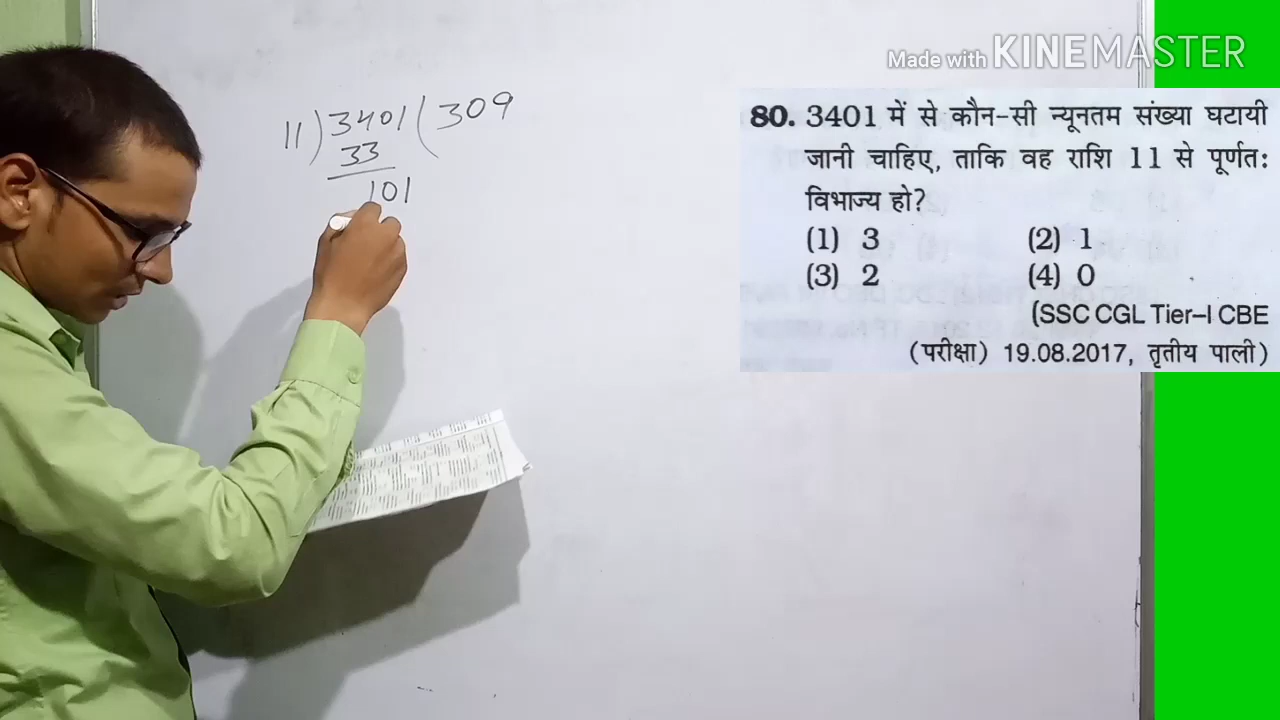 Made with KINEMASTER
11)3401(309
33
101
80. 3401 में से कौन-सी न्यूनतम संख्या घटायी
जानी चाहिए, ताकि वह राशि 11 से पूर्णतः
विभाज्य हो?
(1) 3 (2) 1
(3) 2 (4) 0
(SSC CGL Tier–I CBE
(परीक्षा) 19.08.2017, तृतीय पाली)